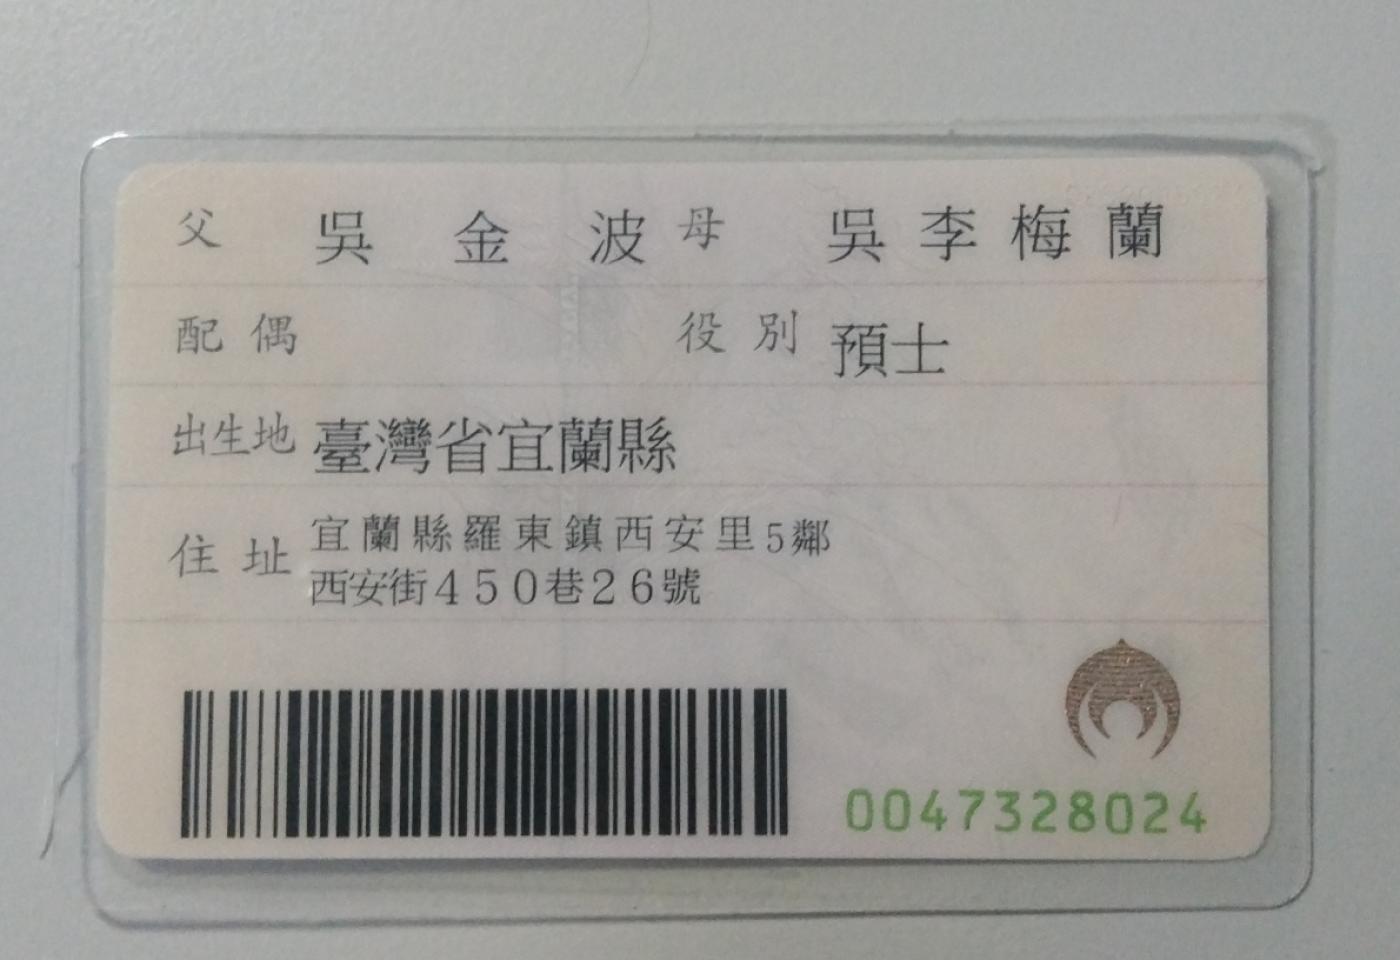 父 吳金波 母 吳李梅蘭
配偶 役別 預士
出生地 臺灣省宜蘭縣
住址 宜蘭縣羅東鎮西安里5鄰
西安街450巷26號
0047328024